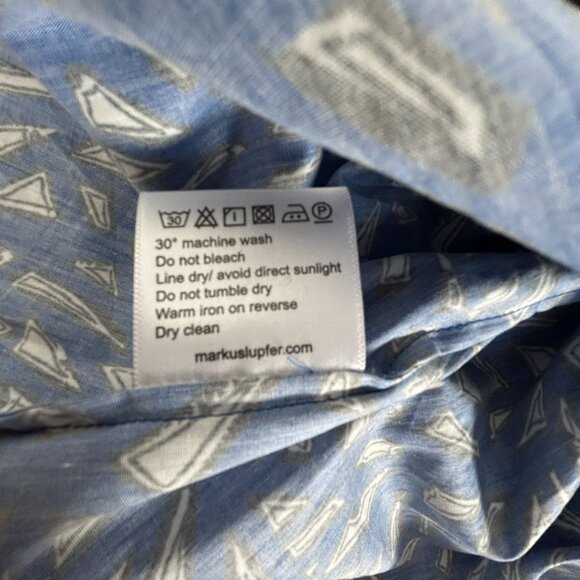 30
P
30° machine wash
Do not bleach
Line dry/ avoid direct sunlight
Do not tumble dry
Warm iron on reverse
Dry clean
markuslupfer.com